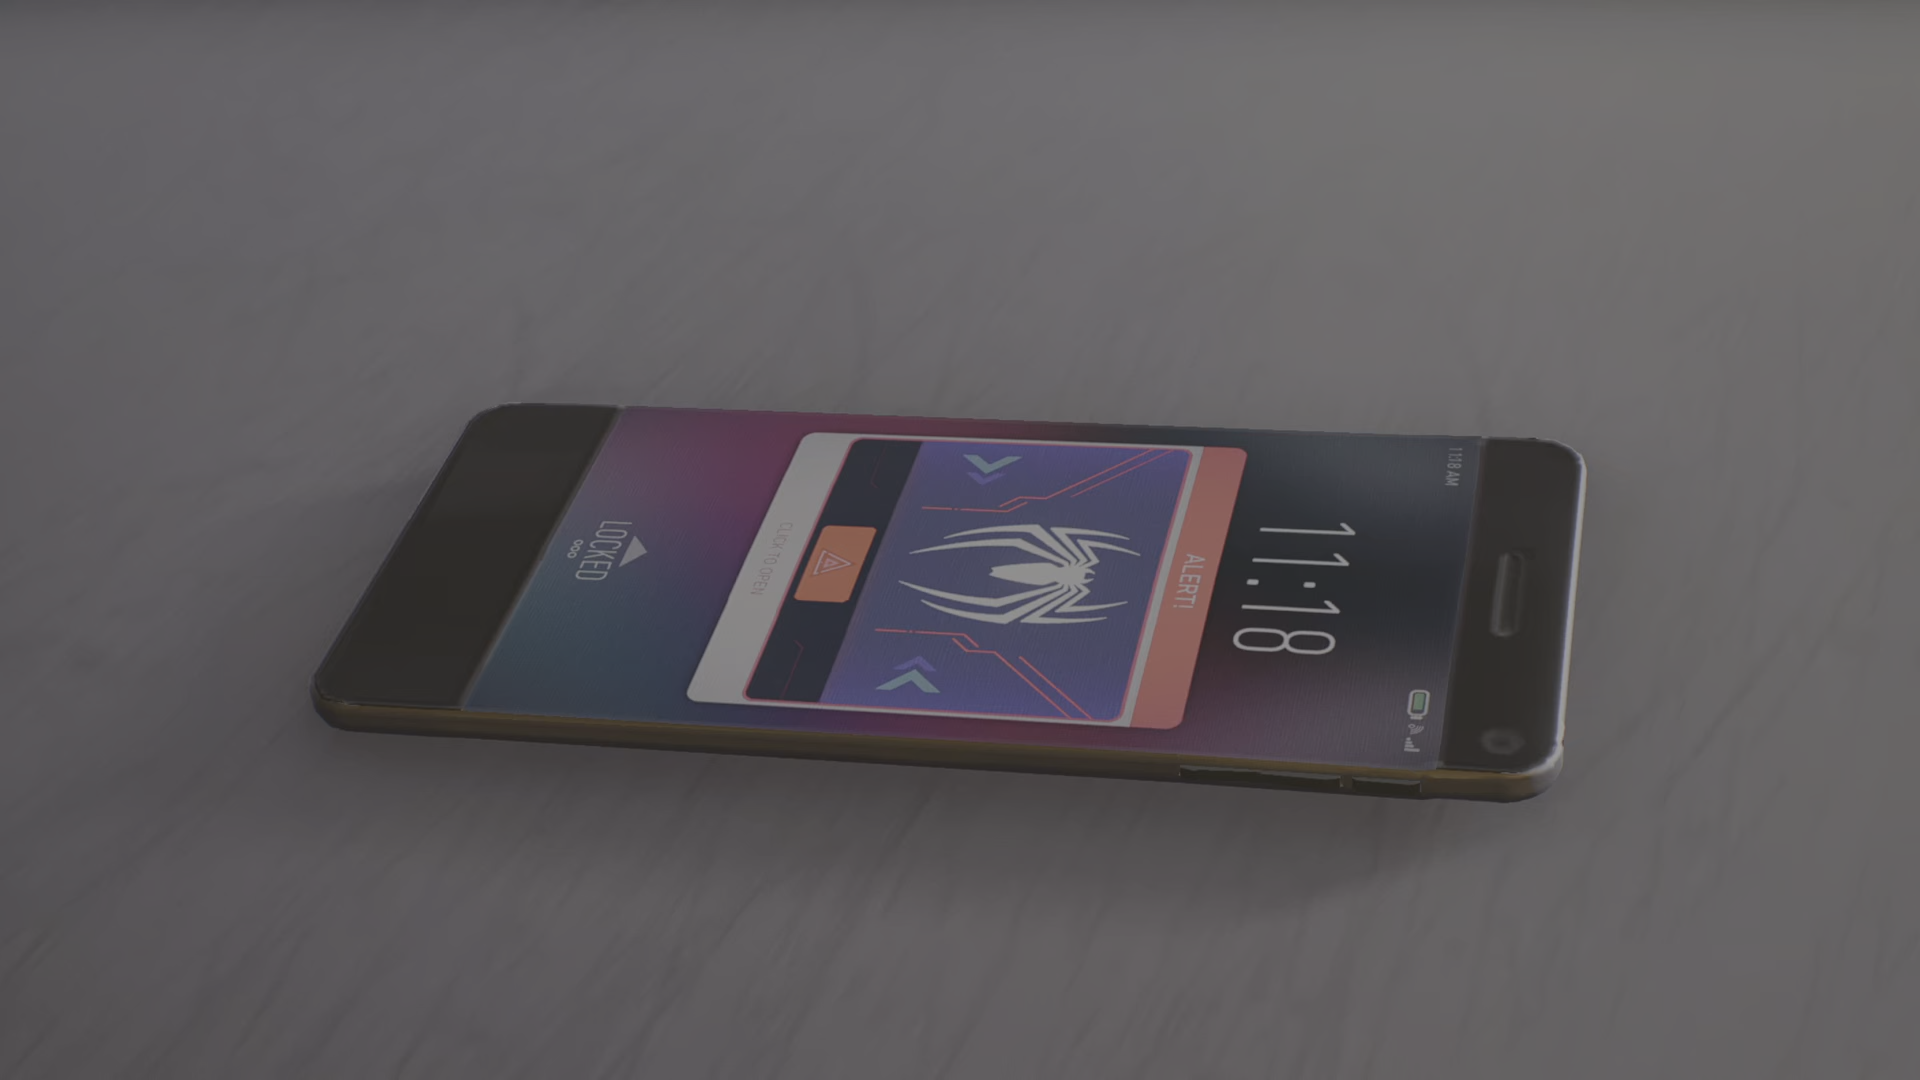 11:18 AM
11:18
ALERT!
CLICK TO OPEN
LOCKED